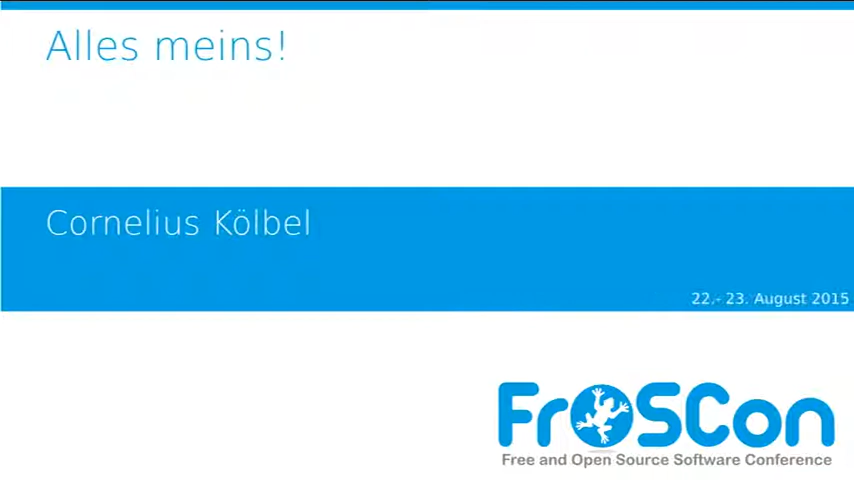 Alles meins!
Cornelius Kölbel
22.- 23. August 2015
FrOSCon
Free and Open Source Software Conference